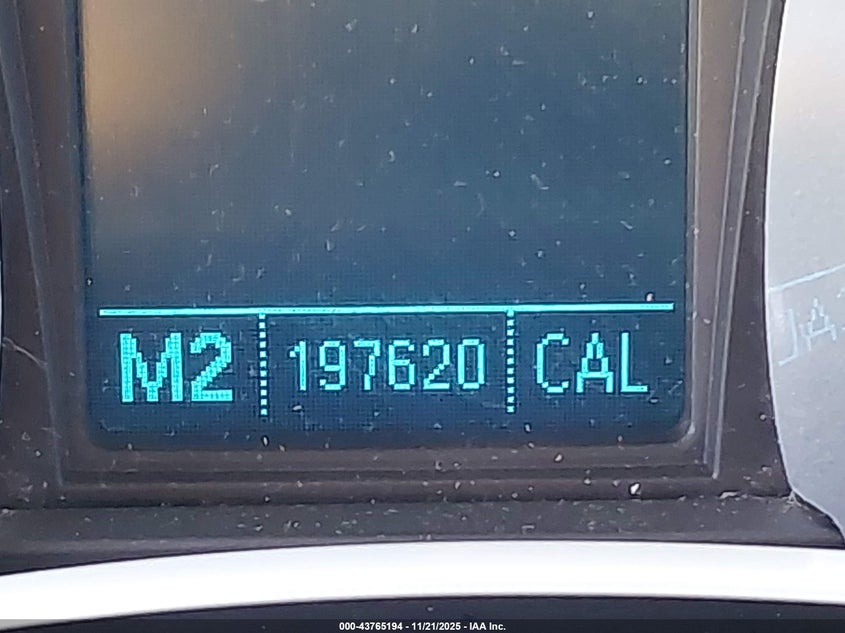 M2 197620 CAL
000-43765194 - 11/21/2025 - IAA Inc.